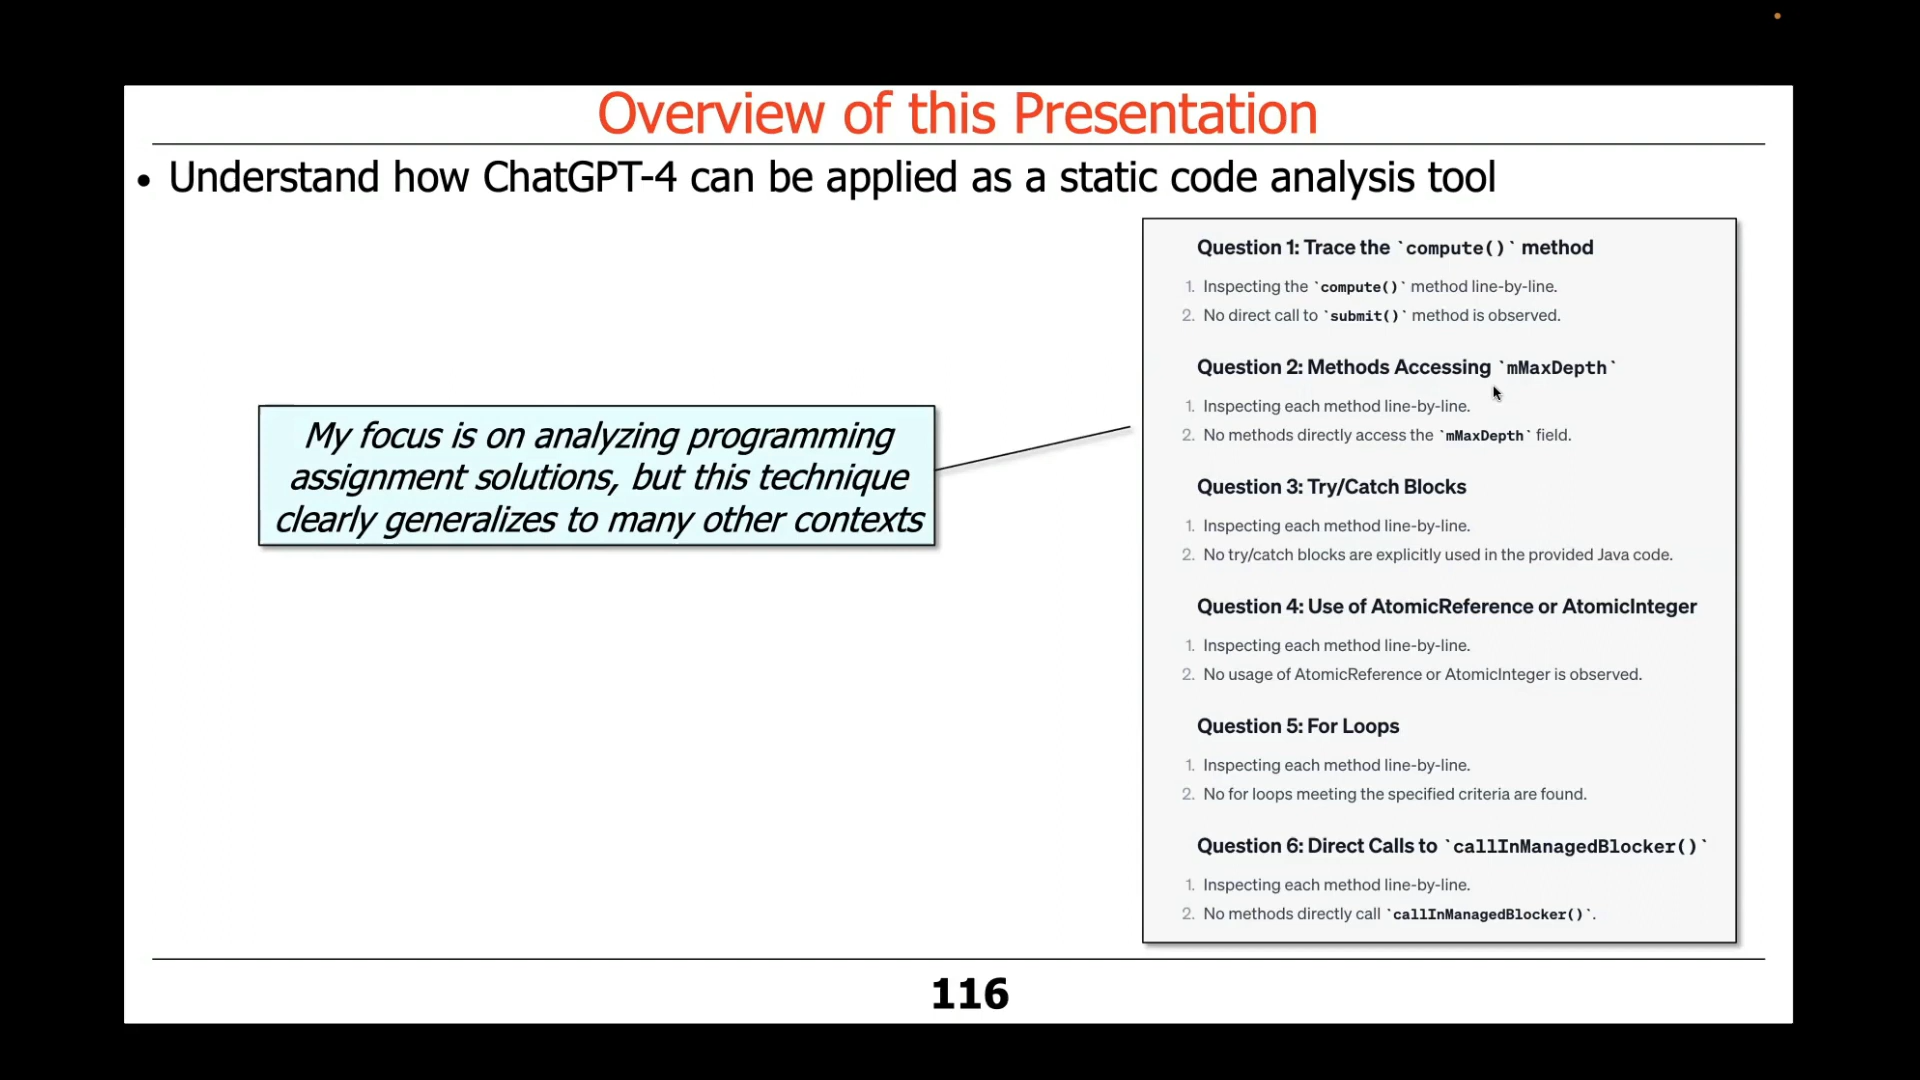 Overview of this Presentation
• Understand how ChatGPT-4 can be applied as a static code analysis tool
My focus is on analyzing programming
assignment solutions, but this technique
clearly generalizes to many other contexts
Question 1: Trace the `compute()` method
1. Inspecting the `compute()` method line-by-line.
2. No direct call to `submit()` method is observed.
Question 2: Methods Accessing `mMaxDepth`
1. Inspecting each method line-by-line.
2. No methods directly access the `mMaxDepth` field.
Question 3: Try/Catch Blocks
1. Inspecting each method line-by-line.
2. No try/catch blocks are explicitly used in the provided Java code.
Question 4: Use of AtomicReference or AtomicInteger
1. Inspecting each method line-by-line.
2. No usage of AtomicReference or AtomicInteger is observed.
Question 5: For Loops
1. Inspecting each method line-by-line.
2. No for loops meeting the specified criteria are found.
Question 6: Direct Calls to `callInManagedBlocker()`
1. Inspecting each method line-by-line.
2. No methods directly call `callInManagedBlocker()`.
116